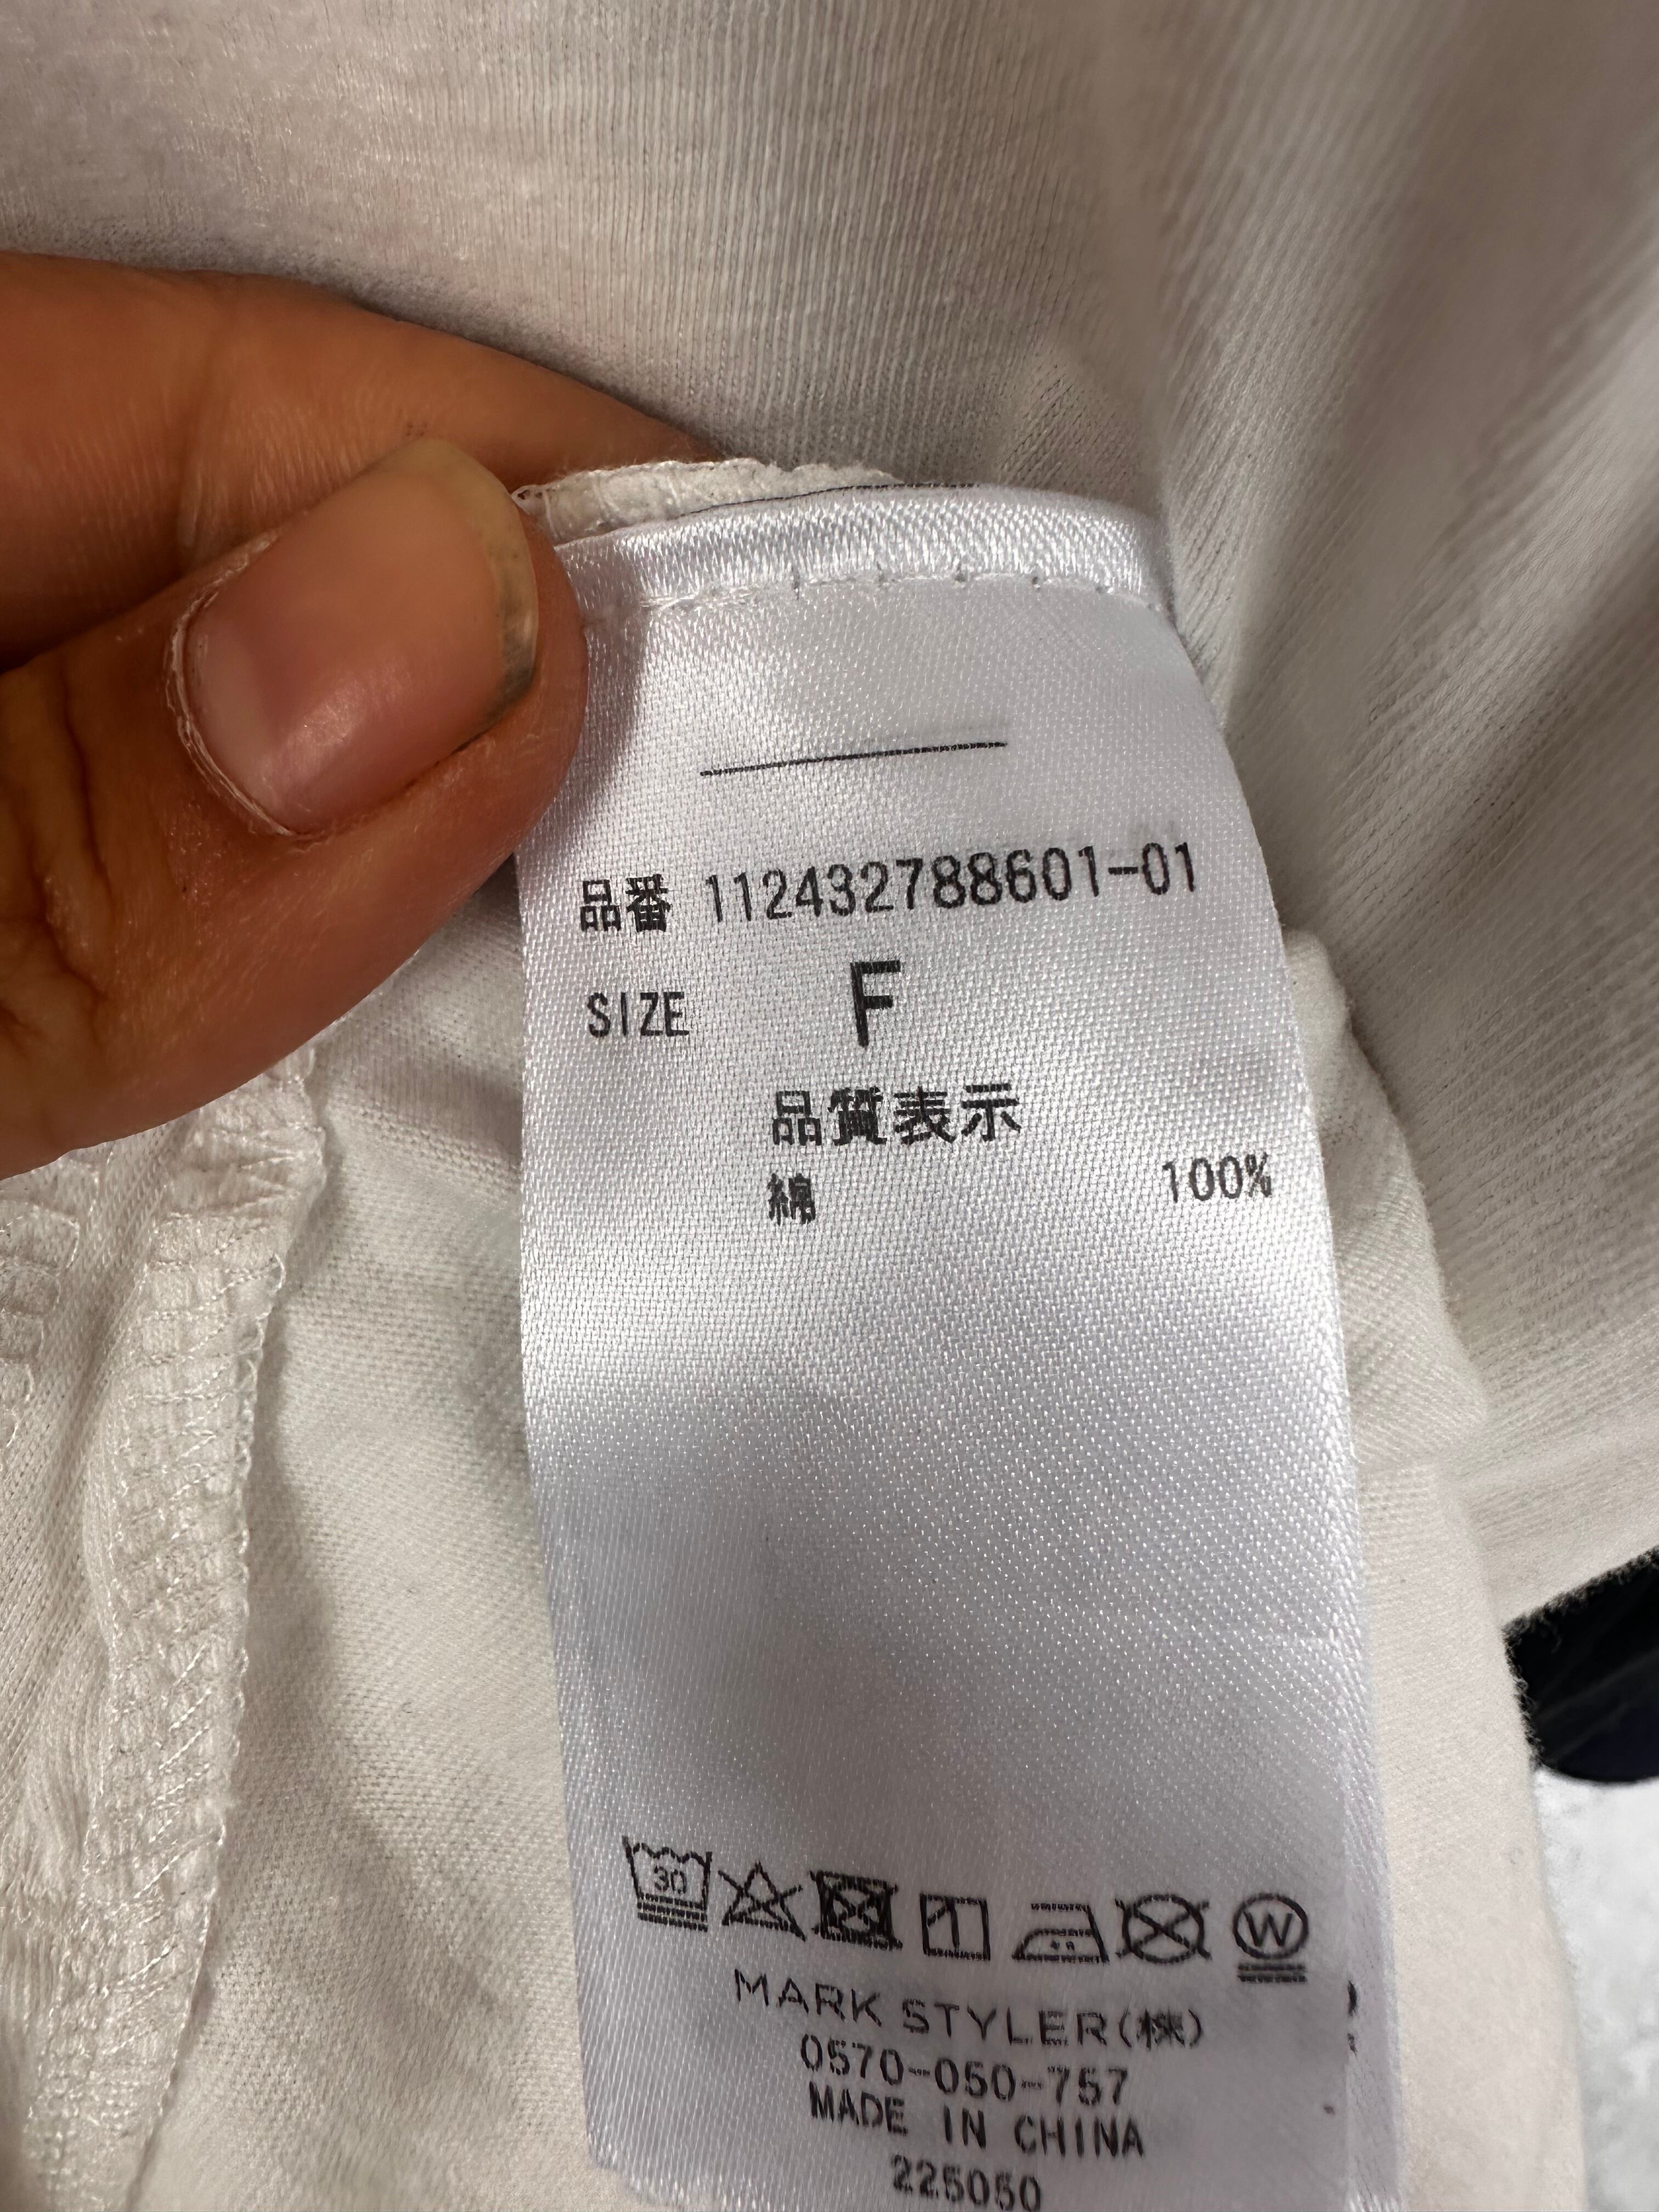 品番 112432788601-01
SIZE F
品質表示
綿 100%
30
W
MARK STYLER(株)
0570-050-757
MADE IN CHINA
225050